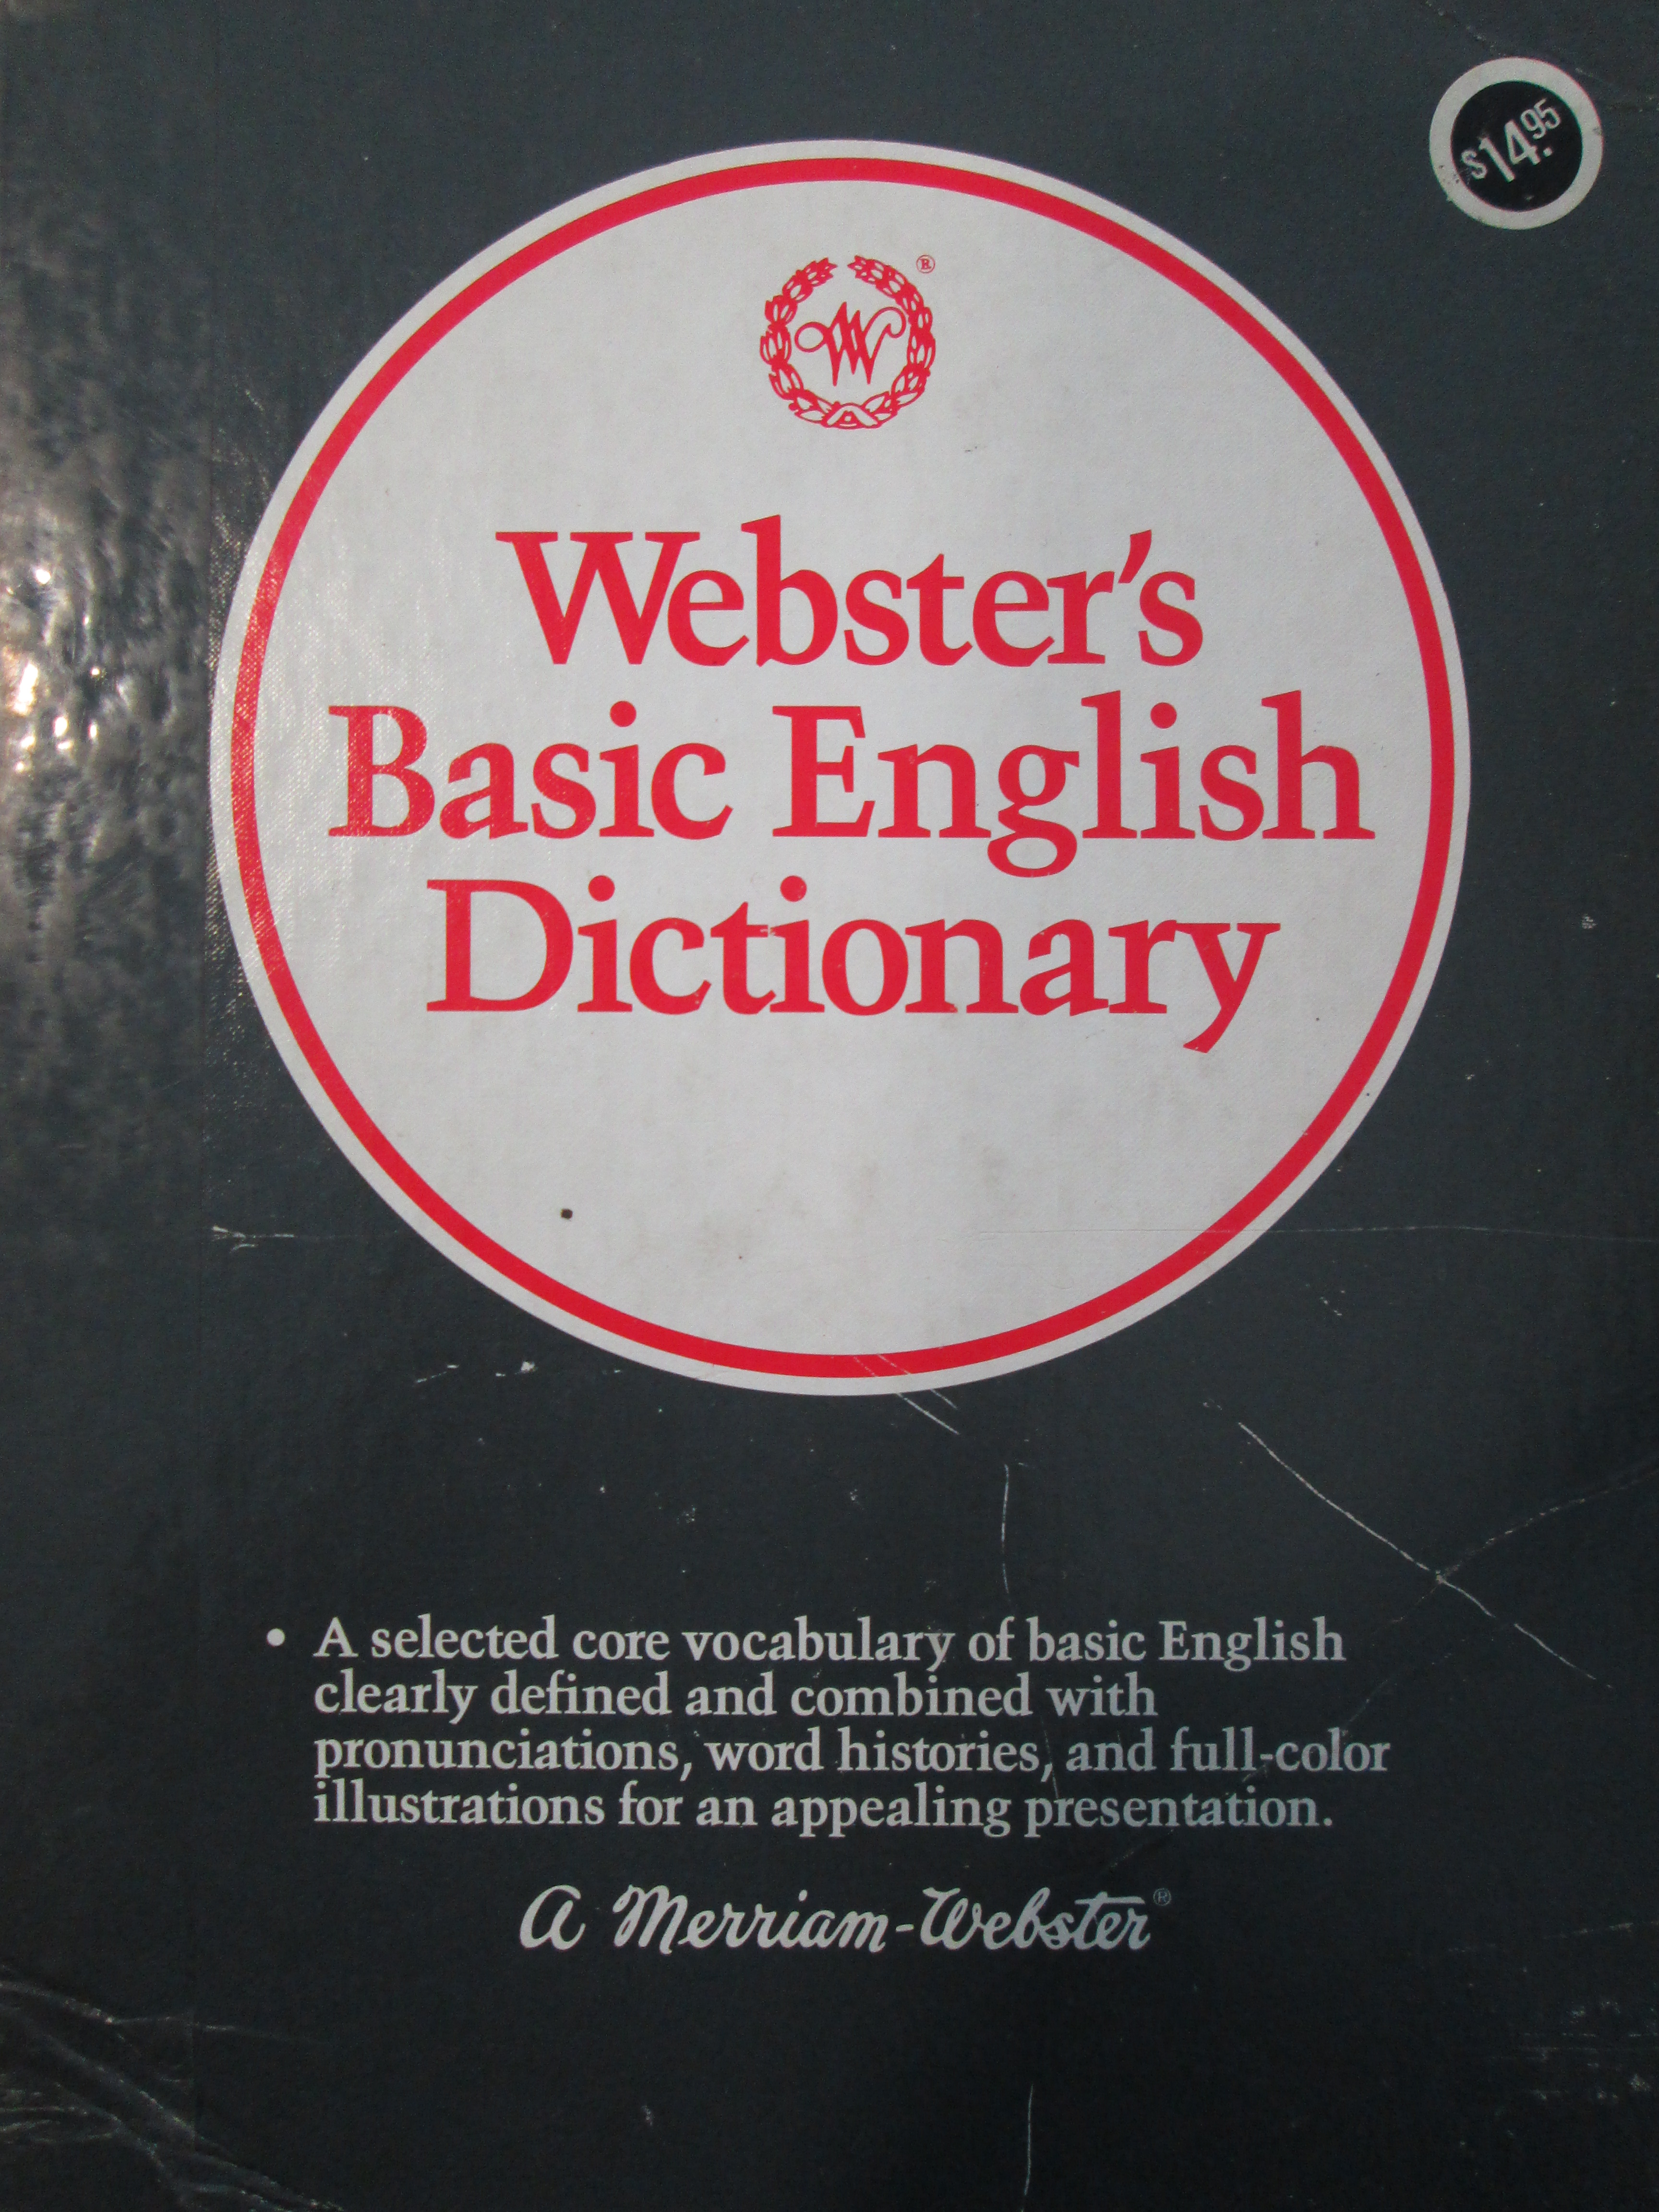 $14.95
W ®
Webster's
Basic English
Dictionary
• A selected core vocabulary of basic English
clearly defined and combined with
pronunciations, word histories, and full-color
illustrations for an appealing presentation.
A Merriam-Webster®